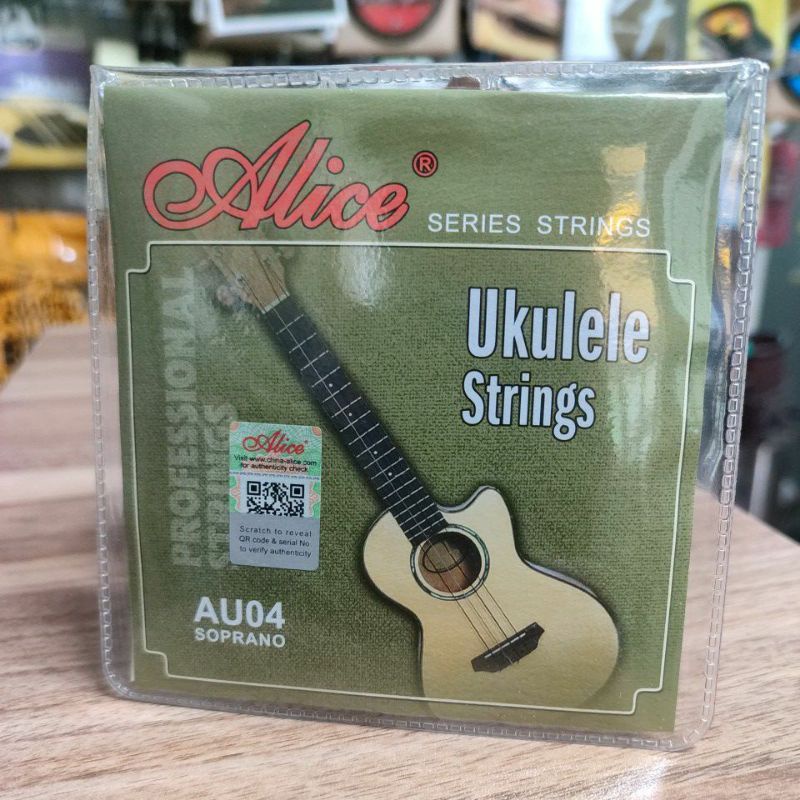 Alice®
SERIES STRINGS
Ukulele
Strings
PROFESSIONAL
STRINGS
Alice®
Visit www.china-alice.com
for authenticity check
Scratch to reveal
QR code & serial No
to verify authenticity
AU04
SOPRANO